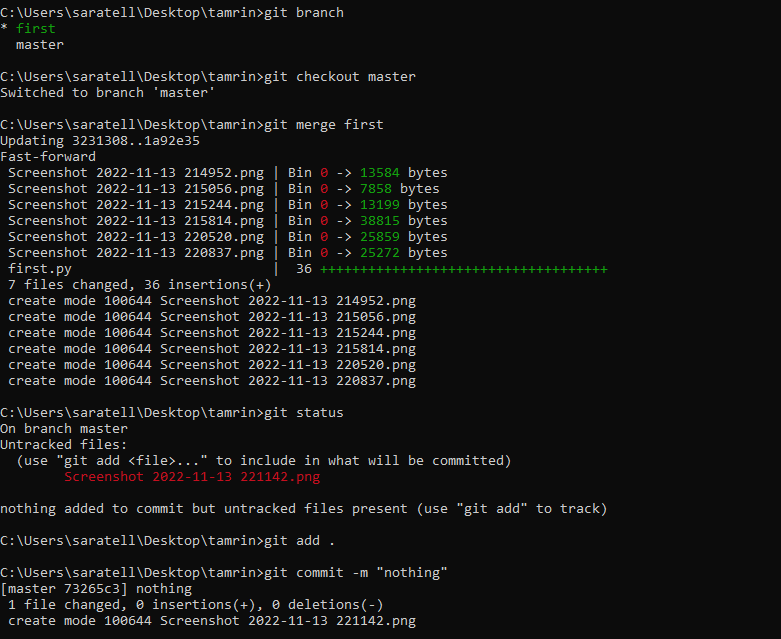 C:\Users\saratell\Desktop\tamrin>git branch
* first
  master
C:\Users\saratell\Desktop\tamrin>git checkout master
Switched to branch 'master'
C:\Users\saratell\Desktop\tamrin>git merge first
Updating 3231308..1a92e35
Fast-forward
 Screenshot 2022-11-13 214952.png | Bin 0 -> 13584 bytes
 Screenshot 2022-11-13 215056.png | Bin 0 -> 7858 bytes
 Screenshot 2022-11-13 215244.png | Bin 0 -> 13199 bytes
 Screenshot 2022-11-13 215814.png | Bin 0 -> 38815 bytes
 Screenshot 2022-11-13 220520.png | Bin 0 -> 25859 bytes
 Screenshot 2022-11-13 220837.png | Bin 0 -> 25272 bytes
 first.py                         |  36 ++++++++++++++++++++++++++++++++++++
 7 files changed, 36 insertions(+)
 create mode 100644 Screenshot 2022-11-13 214952.png
 create mode 100644 Screenshot 2022-11-13 215056.png
 create mode 100644 Screenshot 2022-11-13 215244.png
 create mode 100644 Screenshot 2022-11-13 215814.png
 create mode 100644 Screenshot 2022-11-13 220520.png
 create mode 100644 Screenshot 2022-11-13 220837.png
C:\Users\saratell\Desktop\tamrin>git status
On branch master
Untracked files:
  (use "git add <file>..." to include in what will be committed)
        Screenshot 2022-11-13 221142.png
nothing added to commit but untracked files present (use "git add" to track)
C:\Users\saratell\Desktop\tamrin>git add .
C:\Users\saratell\Desktop\tamrin>git commit -m "nothing"
[master 73265c3] nothing
 1 file changed, 0 insertions(+), 0 deletions(-)
 create mode 100644 Screenshot 2022-11-13 221142.png